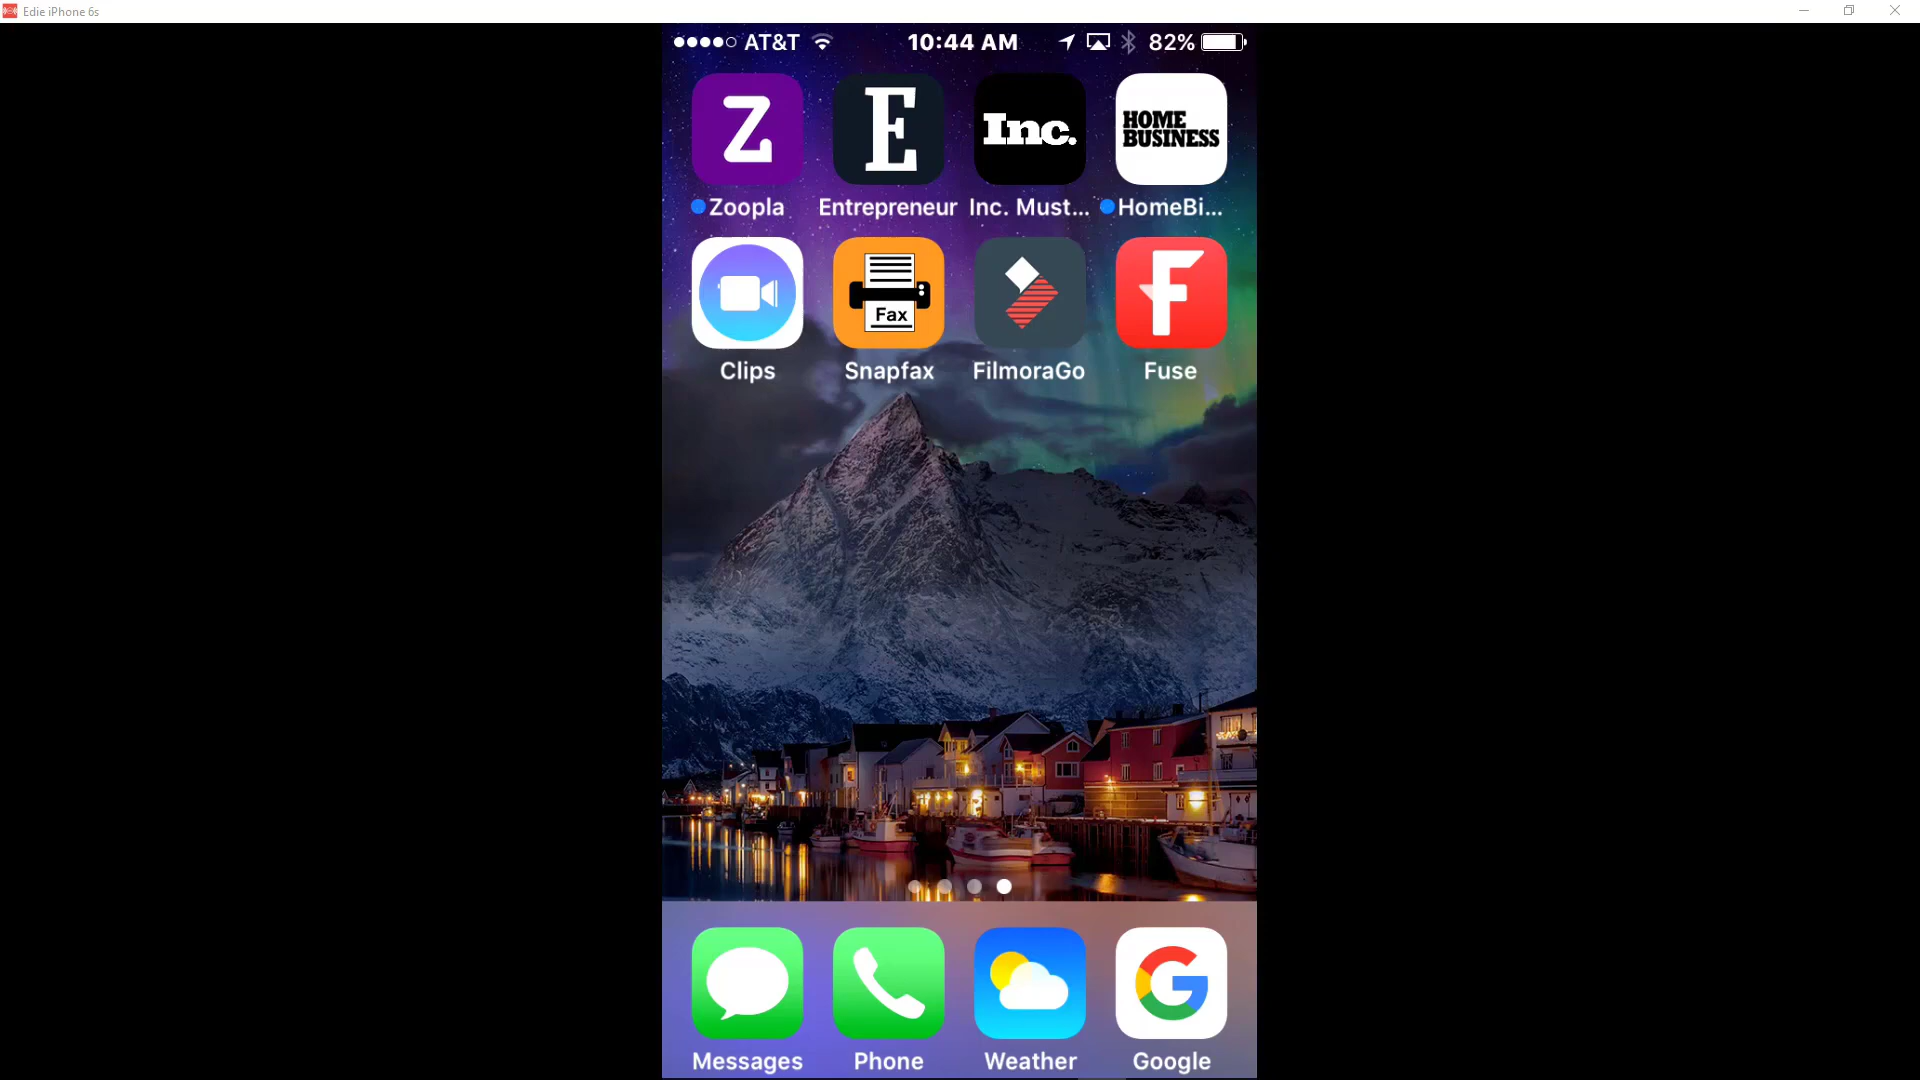 Edie iPhone 6s
AT&T 10:44 AM 82%
Z E Inc. HOME BUSINESS
Zoopla Entrepreneur Inc. Must... HomeBi...
Fax F
Clips Snapfax FilmoraGo Fuse
G
Messages Phone Weather Google